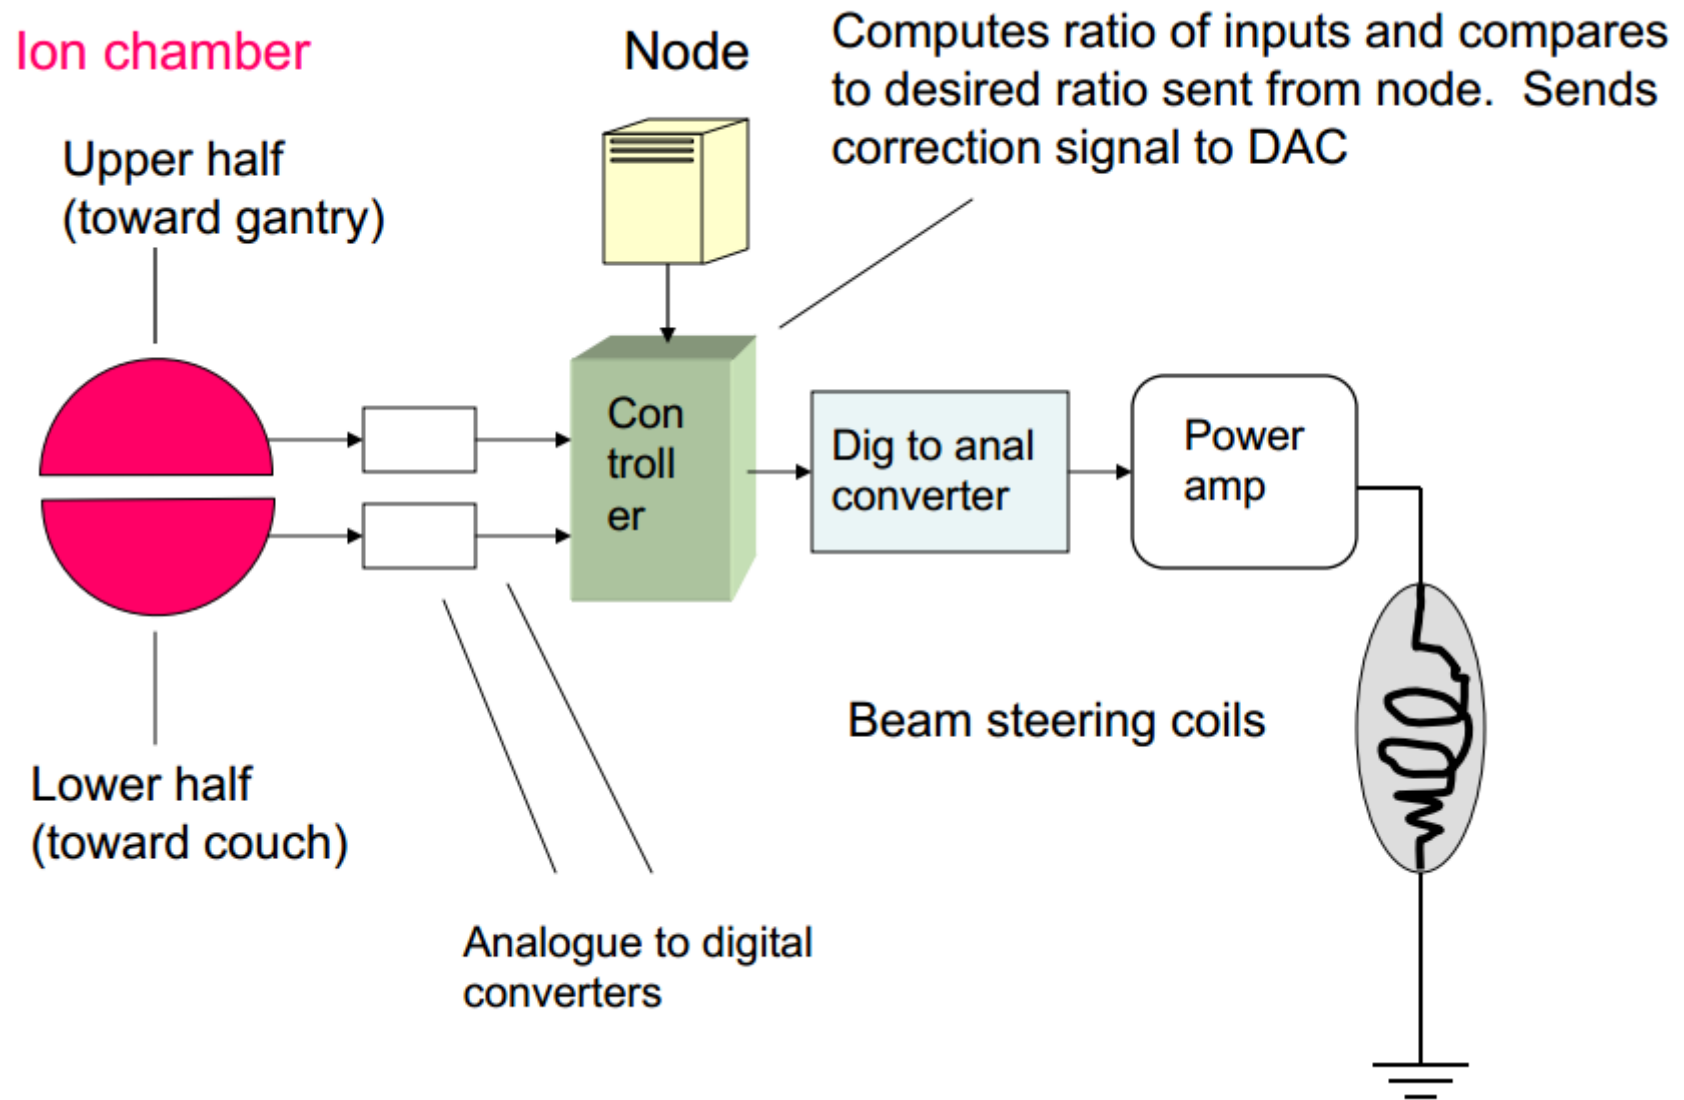 Ion chamber
Node
Computes ratio of inputs and compares
to desired ratio sent from node.  Sends
correction signal to DAC
Upper half
(toward gantry)
Con
troll
er
Dig to anal
converter
Power
amp
Beam steering coils
Lower half
(toward couch)
Analogue to digital
converters